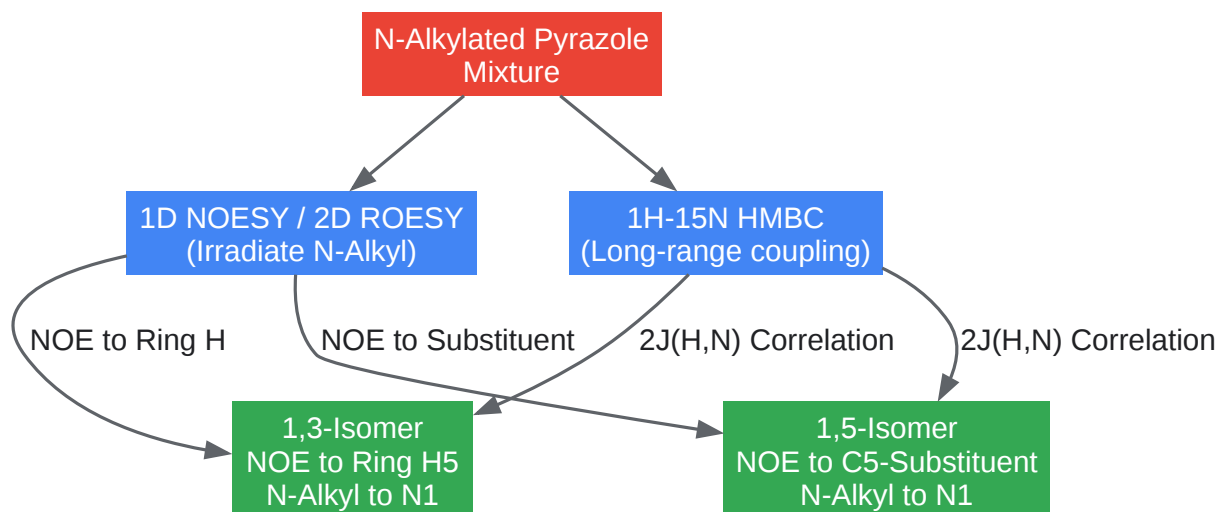 N-Alkylated Pyrazole
Mixture
1D NOESY / 2D ROESY
(Irradiate N-Alkyl)
1H-15N HMBC
(Long-range coupling)
NOE to Ring H
NOE to Substituent
2J(H,N) Correlation
2J(H,N) Correlation
1,3-Isomer
NOE to Ring H5
N-Alkyl to N1
1,5-Isomer
NOE to C5-Substituent
N-Alkyl to N1